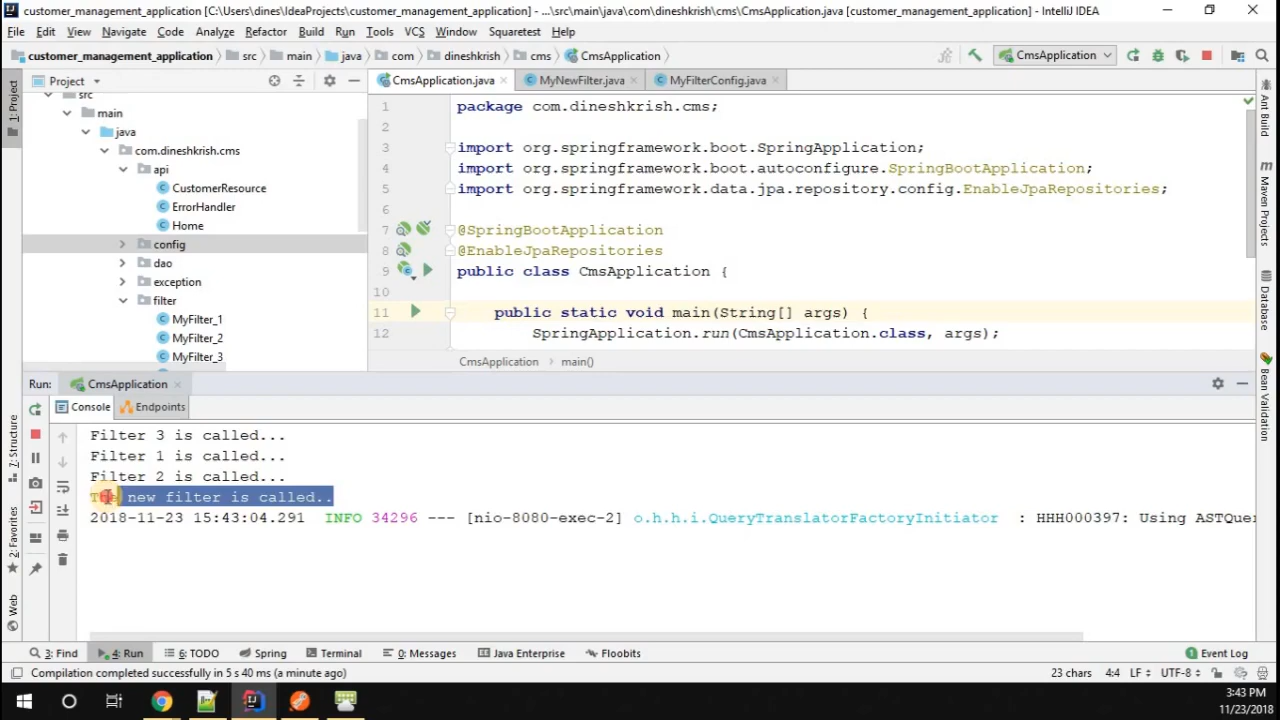 customer_management_application [C:\Users\dines\IdeaProjects\customer_management_application] - ...\src\main\java\com\dineshkrish\cms\CmsApplication.java [customer_management_application] - IntelliJ IDEA
File Edit View Navigate Code Analyze Refactor Build Run Tools VCS Window Squaretest Help
customer_management_application src main java com dineshkrish cms CmsApplication
CmsApplication
Project
CmsApplication.java MyNewFilter.java MyFilterConfig.java
src
main
java
com.dineshkrish.cms
api
CustomerResource
ErrorHandler
Home
config
dao
exception
filter
MyFilter_1
MyFilter_2
MyFilter_3
1 package com.dineshkrish.cms;
2
3 import org.springframework.boot.SpringApplication;
4 import org.springframework.boot.autoconfigure.SpringBootApplication;
5 import org.springframework.data.jpa.repository.config.EnableJpaRepositories;
6
7 @SpringBootApplication
8 @EnableJpaRepositories
9 public class CmsApplication {
10
11 public static void main(String[] args) {
12 SpringApplication.run(CmsApplication.class, args);
CmsApplication main()
1: Project
7: Structure
2: Favorites
Web
Ant Build
Maven Projects
Database
Bean Validation
Run: CmsApplication
Console Endpoints
Filter 3 is called...
Filter 1 is called...
Filter 2 is called...
The new filter is called..
2018-11-23 15:43:04.291 INFO 34296 --- [nio-8080-exec-2] o.h.h.i.QueryTranslatorFactoryInitiator : HHH000397: Using ASTQue
3: Find 4: Run 6: TODO Spring Terminal 0: Messages Java Enterprise Floobits 1 Event Log
Compilation completed successfully in 5 s 40 ms (a minute ago) 23 chars 4:4 LF UTF-8
3:43 PM
11/23/2018